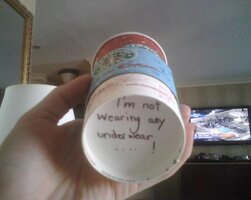 I'm not
wearing any
underwear
.... !